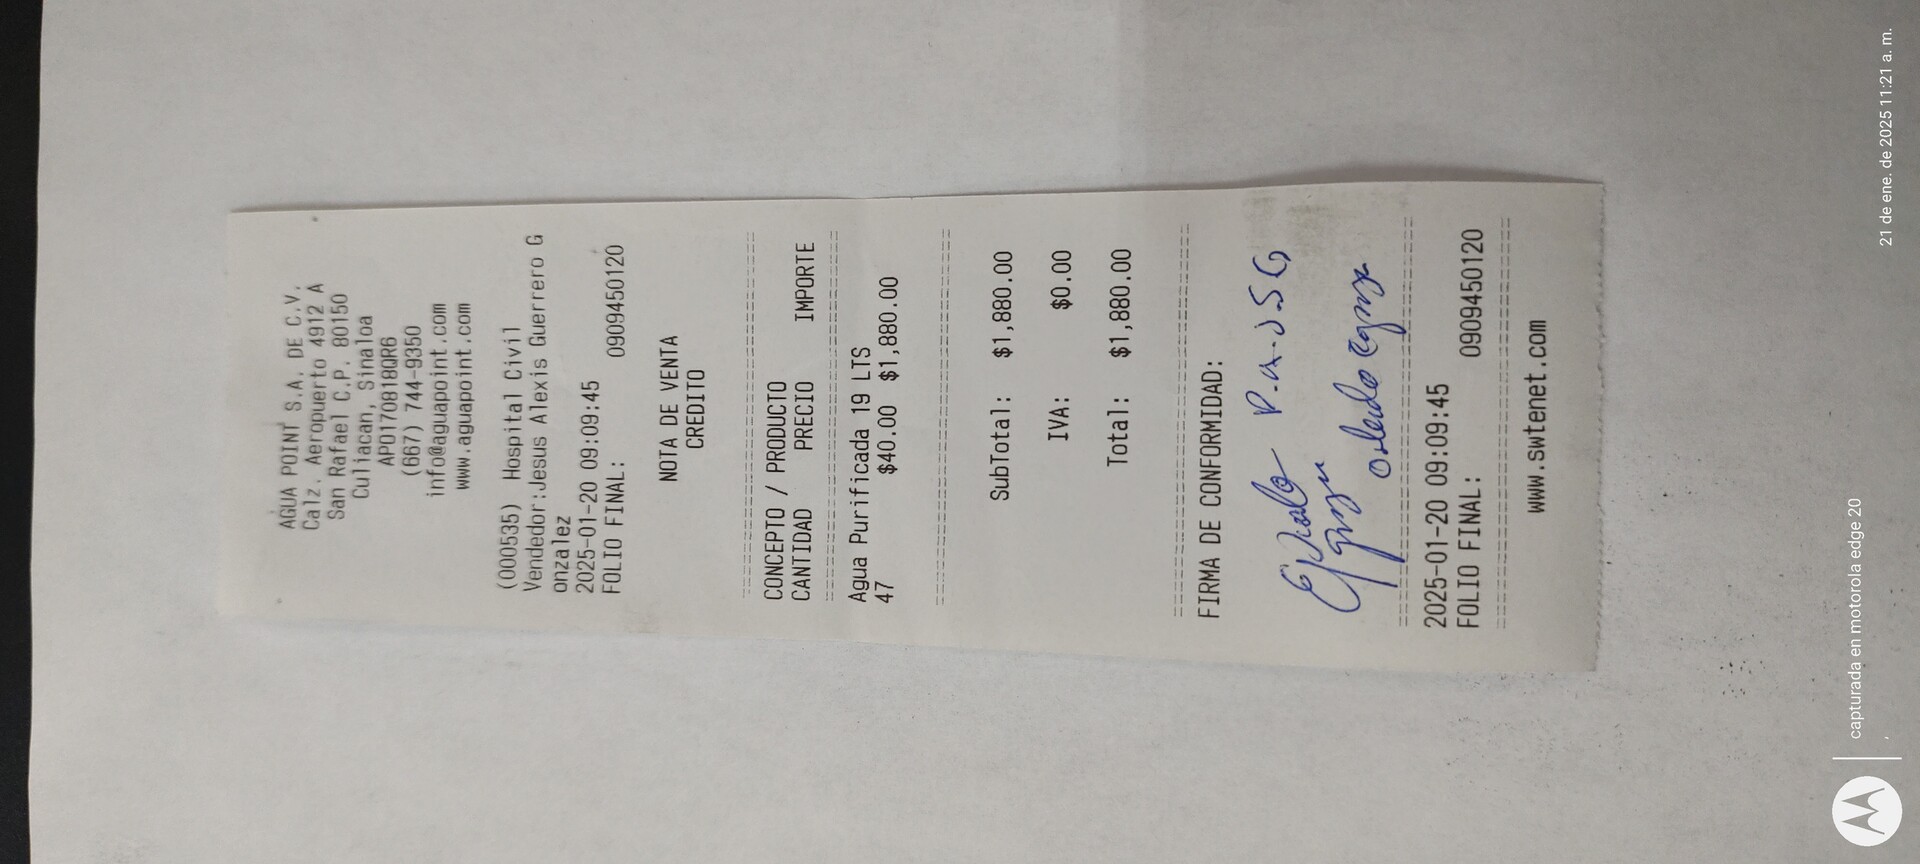 AGUA POINT S.A. DE C.V.
Calz. Aeropuerto 4912 A
San Rafael C.P. 80150
Culiacan, Sinaloa
APO170818QR6
(667) 744-9350
info@aguapoint.com
www.aguapoint.com
(000535) Hospital Civil
Vendedor:Jesus Alexis Guerrero G
onzalez
2025-01-20 09:09:45
FOLIO FINAL: 0909450120
NOTA DE VENTA
CREDITO
CONCEPTO / PRODUCTO
CANTIDAD PRECIO IMPORTE
Agua Purificada 19 LTS
47 $40.00 $1,880.00
SubTotal: $1,880.00
IVA: $0.00
Total: $1,880.00
FIRMA DE CONFORMIDAD:
2025-01-20 09:09:45
FOLIO FINAL: 0909450120
www.swtenet.com
capturada en motorola edge 20
21 de ene. de 2025 11:21 a. m.